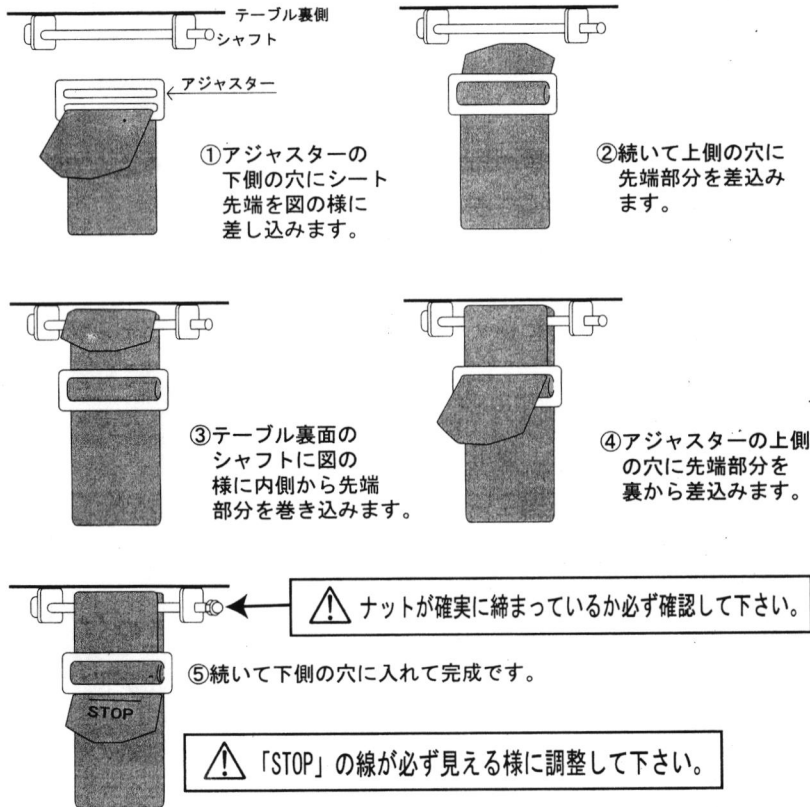 テーブル裏側
シャフト
アジャスター
①アジャスターの
下側の穴にシート
先端を図の様に
差し込みます。
②続いて上側の穴に
先端部分を差込み
ます。
③テーブル裏面の
シャフトに図の
様に内側から先端
部分を巻き込みます。
④アジャスターの上側
の穴に先端部分を
裏から差込みます。
ナットが確実に締まっているか必ず確認して下さい。
⑤続いて下側の穴に入れて完成です。
STOP
「STOP」の線が必ず見える様に調整して下さい。